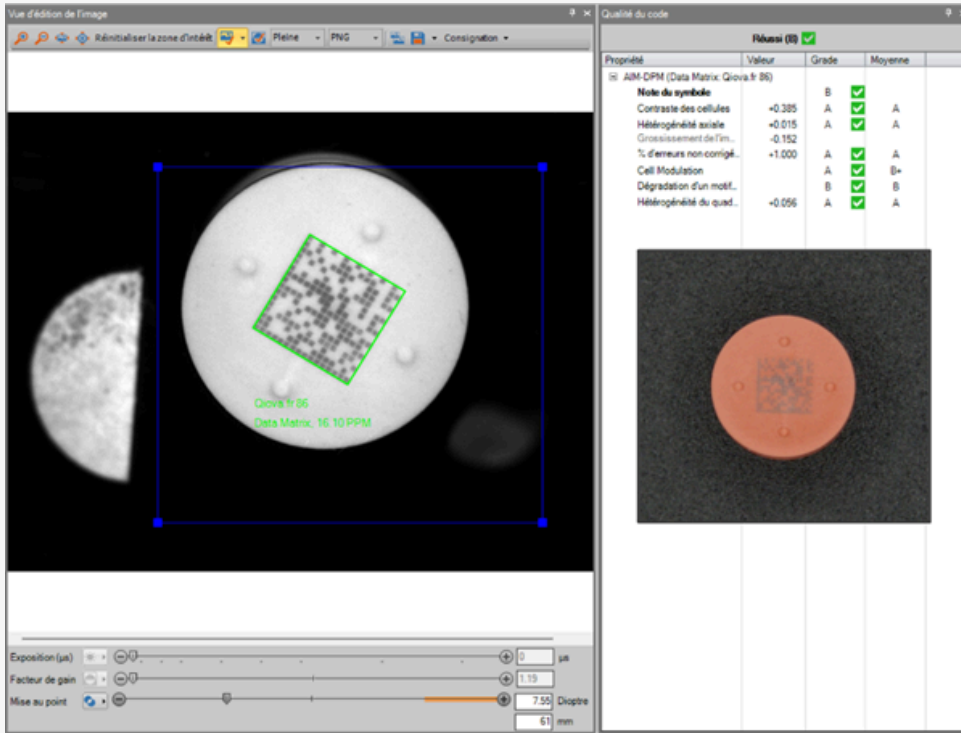 Vue d'édition de l'image
Réinitialiser la zone d'intérêt
Pleine
PNG
Consignation
Qiova.fr 86
Data Matrix, 16.10 PPM
Exposition (µs)
0
µs
Facteur de gain
1.19
Mise au point
7.55
Dioptre
61
mm
Qualité du code
Réussi (B)
Propriété Valeur Grade Moyenne
AIM-DPM (Data Matrix: Qiova.fr 86)
Note du symbole B
Contraste des cellules +0.385 A A
Hétérogénéité axiale +0.015 A A
Grossissement de l'im... -0.152
% d'erreurs non corrigé.. +1.000 A A
Cell Modulation A B+
Dégradation d'un motif... B B
Hétérogénéité du quad... +0.056 A A